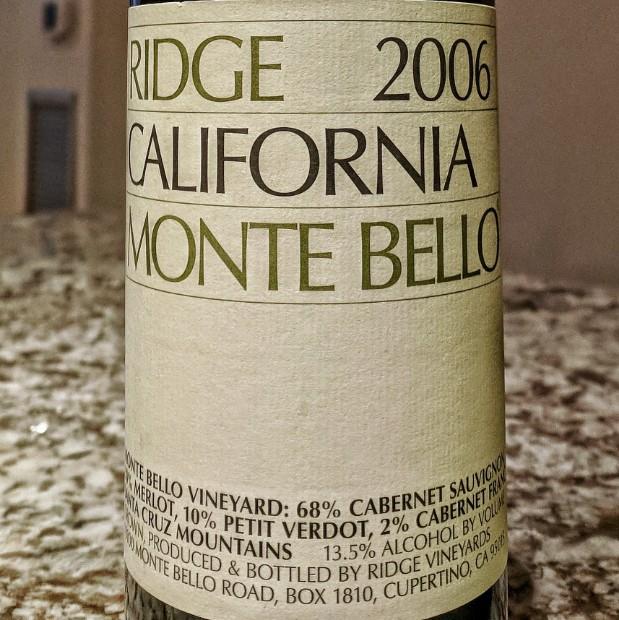 RIDGE 2006
CALIFORNIA
MONTE BELLO
BELLO VINEYARD: 68% CABERNET SAUVIGNON
MERLOT, 10% PETIT VERDOT, 2% CABERNET
CRUZ MOUNTAINS 13.5% ALCOHOL BY VOLUME
PRODUCED & BOTTLED BY RIDGE VINEYARDS
MONTE BELLO ROAD, BOX 1810, CUPERTINO, CA